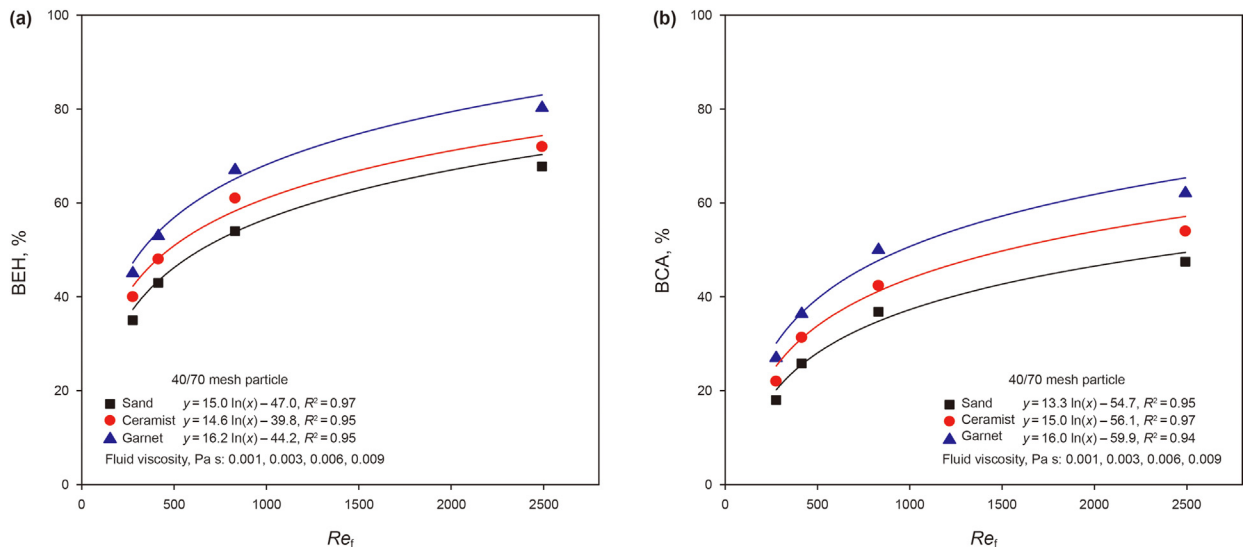 (a)
100
80
60
40
20
0
BEH, %
40/70 mesh particle
Sand y = 15.0 ln(x) – 47.0, R² = 0.97
Ceramist y = 14.6 ln(x) – 39.8, R² = 0.95
Garnet y = 16.2 ln(x) – 44.2, R² = 0.95
Fluid viscosity, Pa s: 0.001, 0.003, 0.006, 0.009
0 500 1000 1500 2000 2500
Ref
(b)
100
80
60
40
20
0
BCA, %
40/70 mesh particle
Sand y = 13.3 ln(x) – 54.7, R² = 0.95
Ceramist y = 15.0 ln(x) – 56.1, R² = 0.97
Garnet y = 16.0 ln(x) – 59.9, R² = 0.94
Fluid viscosity, Pa s: 0.001, 0.003, 0.006, 0.009
0 500 1000 1500 2000 2500
Ref